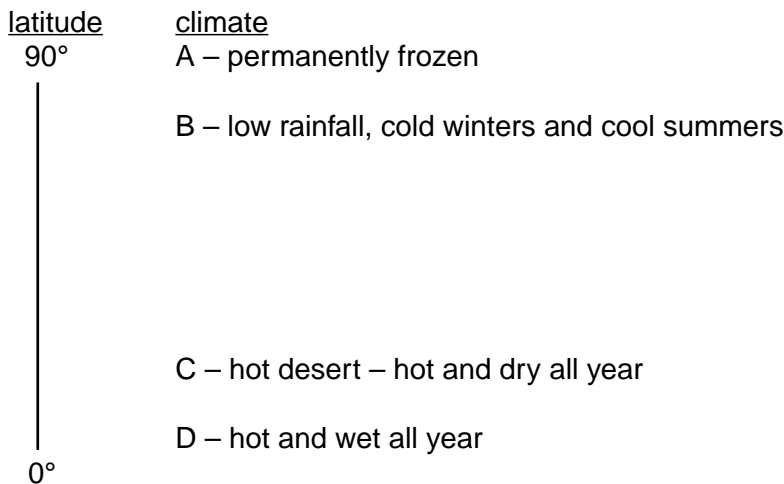 latitude climate
90° A – permanently frozen
B – low rainfall, cold winters and cool summers
C – hot desert – hot and dry all year
D – hot and wet all year
0°